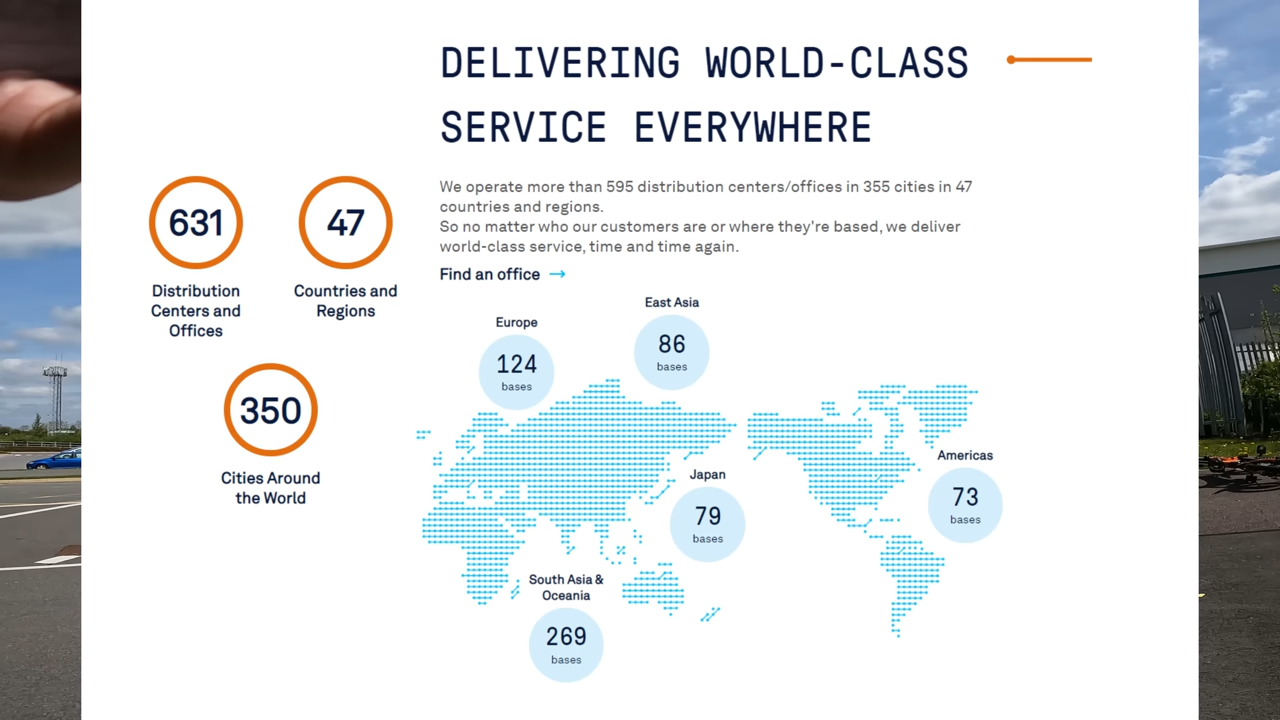 DELIVERING WORLD-CLASS
SERVICE EVERYWHERE
We operate more than 595 distribution centers/offices in 355 cities in 47
countries and regions.
So no matter who our customers are or where they're based, we deliver
world-class service, time and time again.
Find an office →
631
Distribution
Centers and
Offices
47
Countries and
Regions
350
Cities Around
the World
Europe
124
bases
East Asia
86
bases
Japan
79
bases
Americas
73
bases
South Asia &
Oceania
269
bases